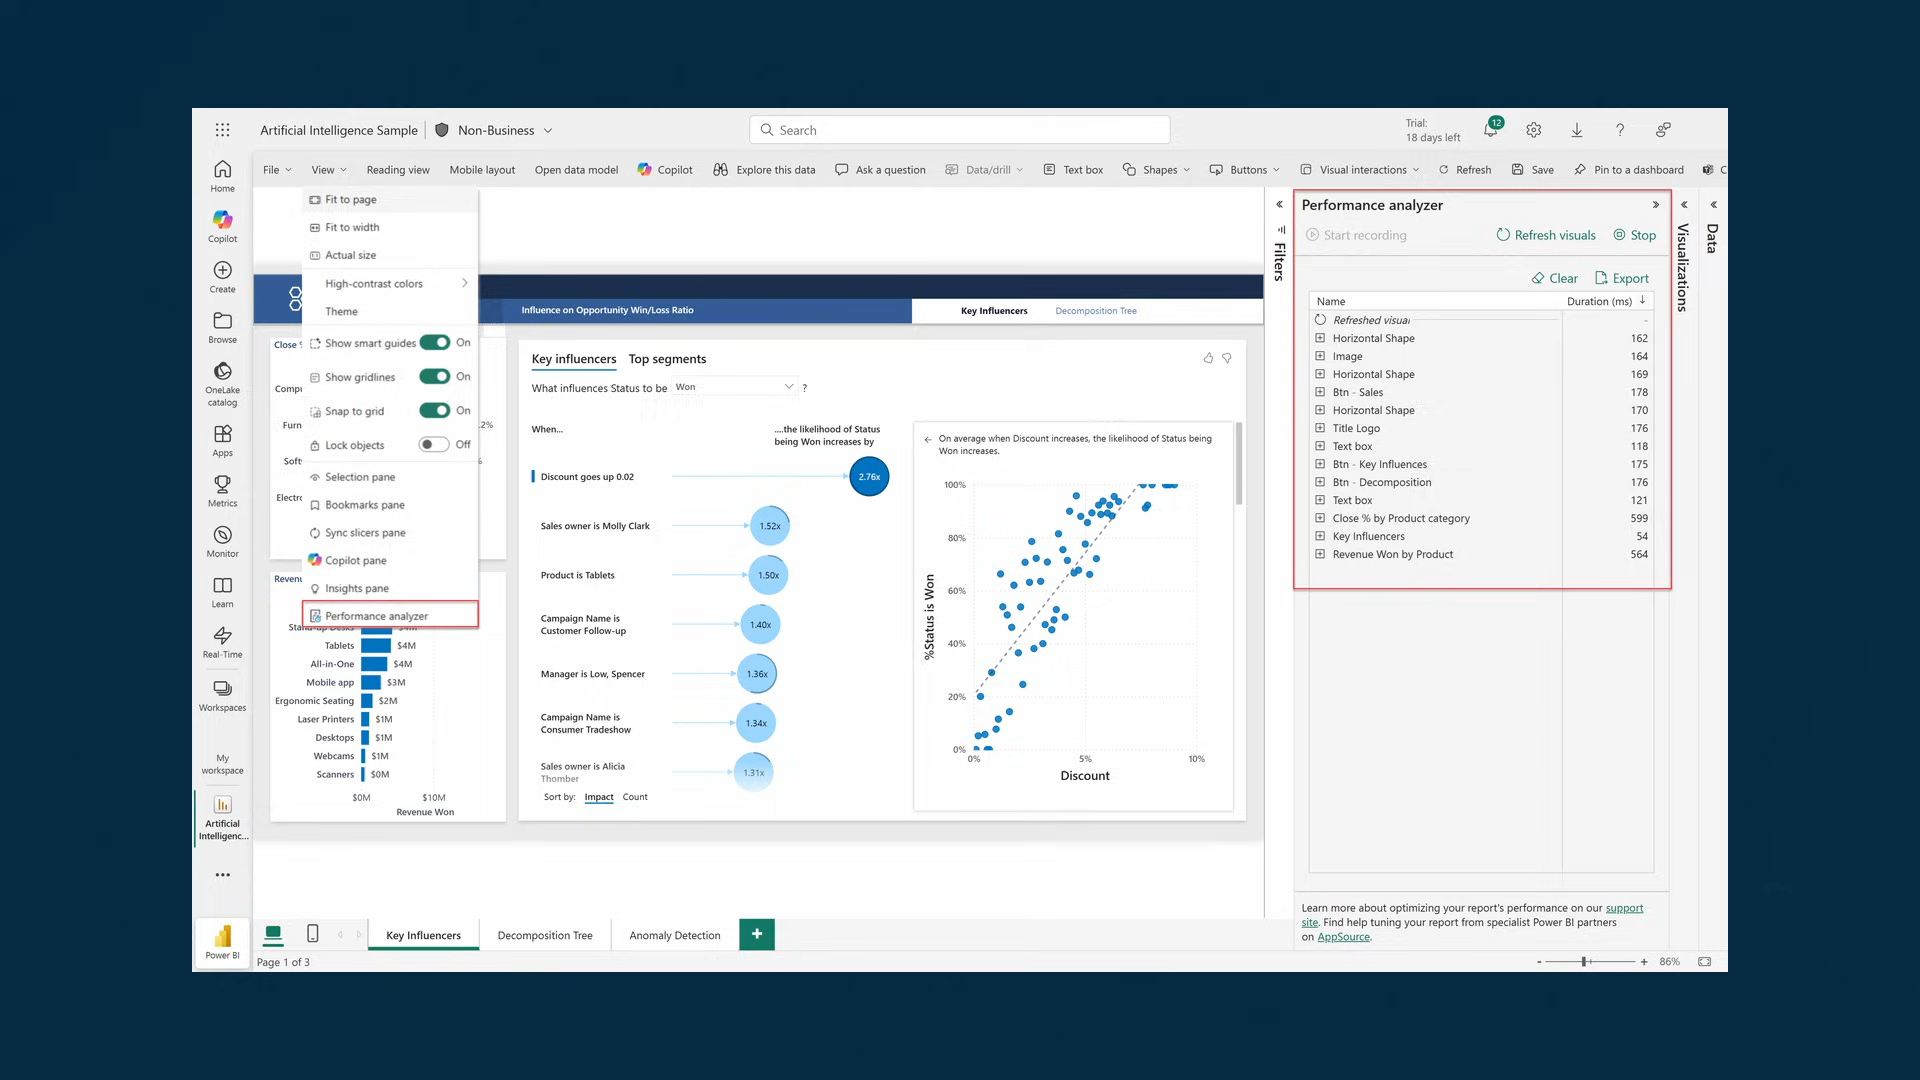 Artificial Intelligence Sample
Non-Business
Search
Trial:
18 days left
12
File
View
Reading view
Mobile layout
Open data model
Copilot
Explore this data
Ask a question
Data/drill
Text box
Shapes
Buttons
Visual interactions
Refresh
Save
Pin to a dashboard
Home
Copilot
Create
Browse
OneLake
catalog
Apps
Metrics
Monitor
Learn
Real-Time
Workspaces
My
workspace
Artificial
Intelligenc...
Power BI
Fit to page
Fit to width
Actual size
High-contrast colors
Theme
Show smart guides On
Show gridlines On
Snap to grid On
Lock objects Off
Selection pane
Bookmarks pane
Sync slicers pane
Copilot pane
Insights pane
Performance analyzer
Influence on Opportunity Win/Loss Ratio
Key Influencers
Decomposition Tree
Close %
Compu
Furn
.2%
Soft
%
Electro
Revenu
Stand-up Desks $4M
Tablets $4M
All-in-One $4M
Mobile app $3M
Ergonomic Seating $2M
Laser Printers $1M
Desktops $1M
Webcams $1M
Scanners $0M
$0M $10M
Revenue Won
Key influencers Top segments
What influences Status to be Won ?
When...
....the likelihood of Status
being Won increases by
Discount goes up 0.02 2.76x
Sales owner is Molly Clark 1.52x
Product is Tablets 1.50x
Campaign Name is
Customer Follow-up
1.40x
Manager is Low, Spencer 1.36x
Campaign Name is
Consumer Tradeshow
1.34x
Sales owner is Alicia
Thomber
1.31x
Sort by: Impact Count
On average when Discount increases, the likelihood of Status being
Won increases.
%Status is Won
100%
80%
60%
40%
20%
0%
0% 5% 10%
Discount
Filters
Performance analyzer
Start recording
Refresh visuals
Stop
Clear
Export
Name Duration (ms)
Refreshed visual -
Horizontal Shape 162
Image 164
Horizontal Shape 169
Btn - Sales 178
Horizontal Shape 170
Title Logo 176
Text box 118
Btn - Key Influences 175
Btn - Decomposition 176
Text box 121
Close % by Product category 599
Key Influencers 54
Revenue Won by Product 564
Learn more about optimizing your report's performance on our support
site. Find help tuning your report from specialist Power BI partners
on AppSource.
Visualizations
Data
Key Influencers
Decomposition Tree
Anomaly Detection
+
Page 1 of 3
- + 86%